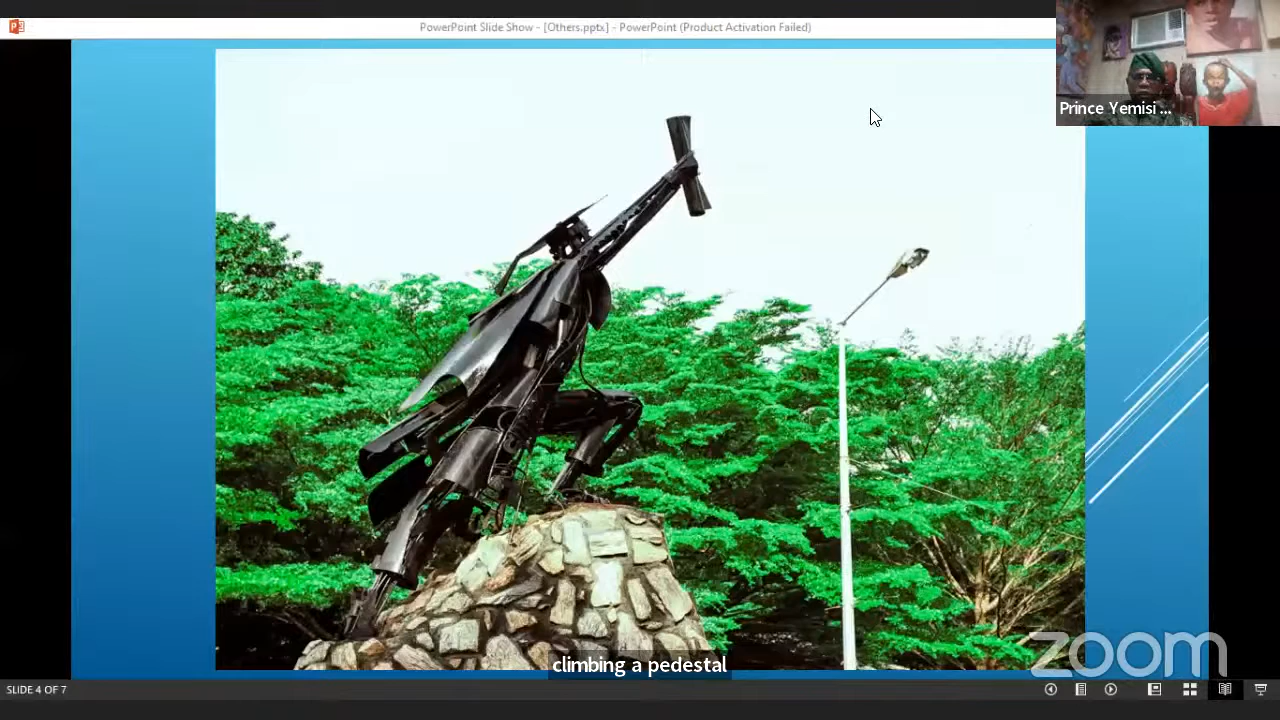 PowerPoint Slide Show - [Others.pptx] - PowerPoint (Product Activation Failed)
Prince Yemisi ...
climbing a pedestal
zoom
SLIDE 4 OF 7